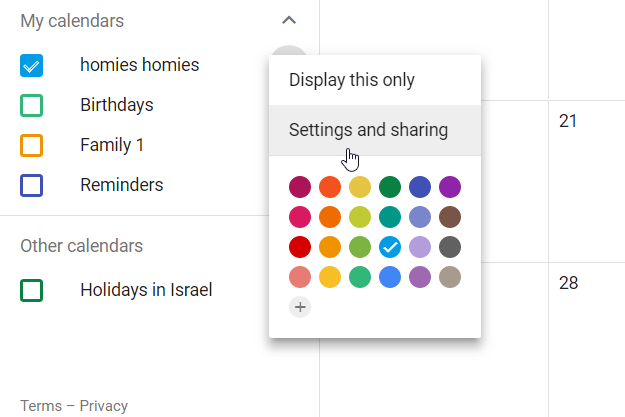 My calendars
homies homies
Birthdays
Family 1
Reminders
Other calendars
Holidays in Israel
Terms – Privacy
Display this only
Settings and sharing
+
21
28